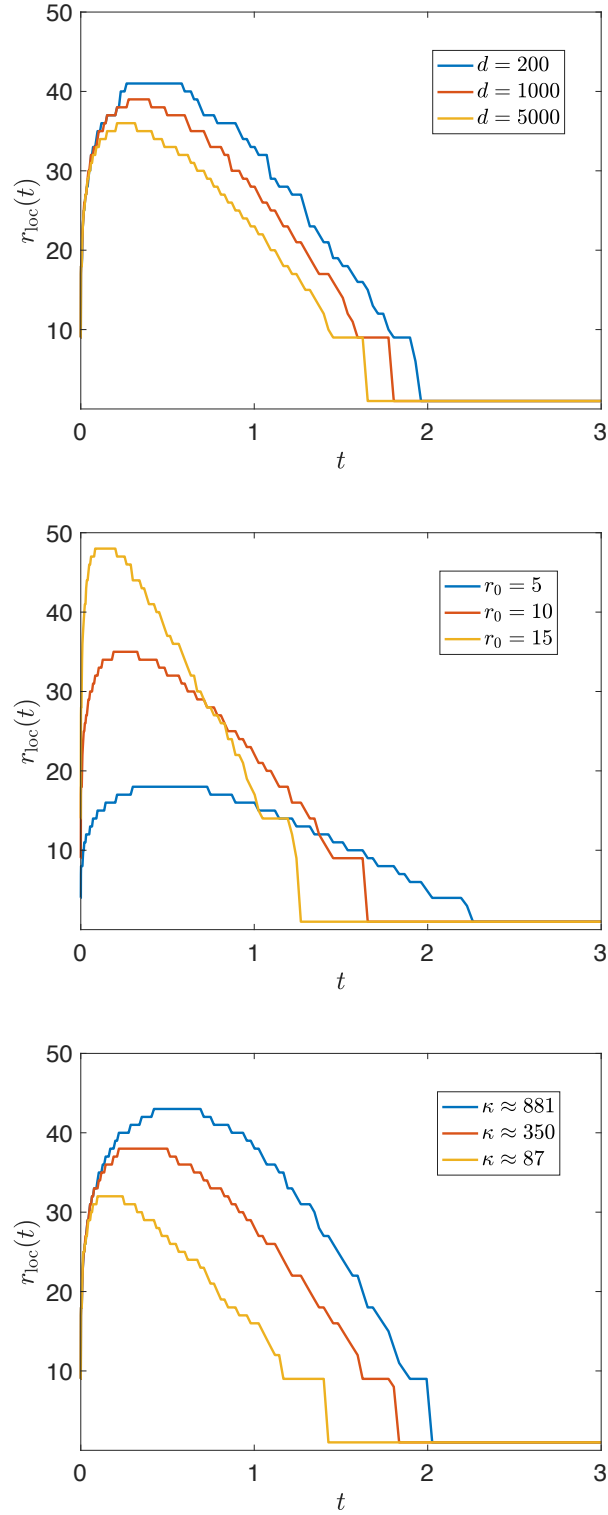 50
40
30
20
10
r_loc(t)
d = 200
d = 1000
d = 5000
0 1 2 3
t
50
40
30
20
10
r_loc(t)
r_0 = 5
r_0 = 10
r_0 = 15
0 1 2 3
t
50
40
30
20
10
r_loc(t)
κ ≈ 881
κ ≈ 350
κ ≈ 87
0 1 2 3
t